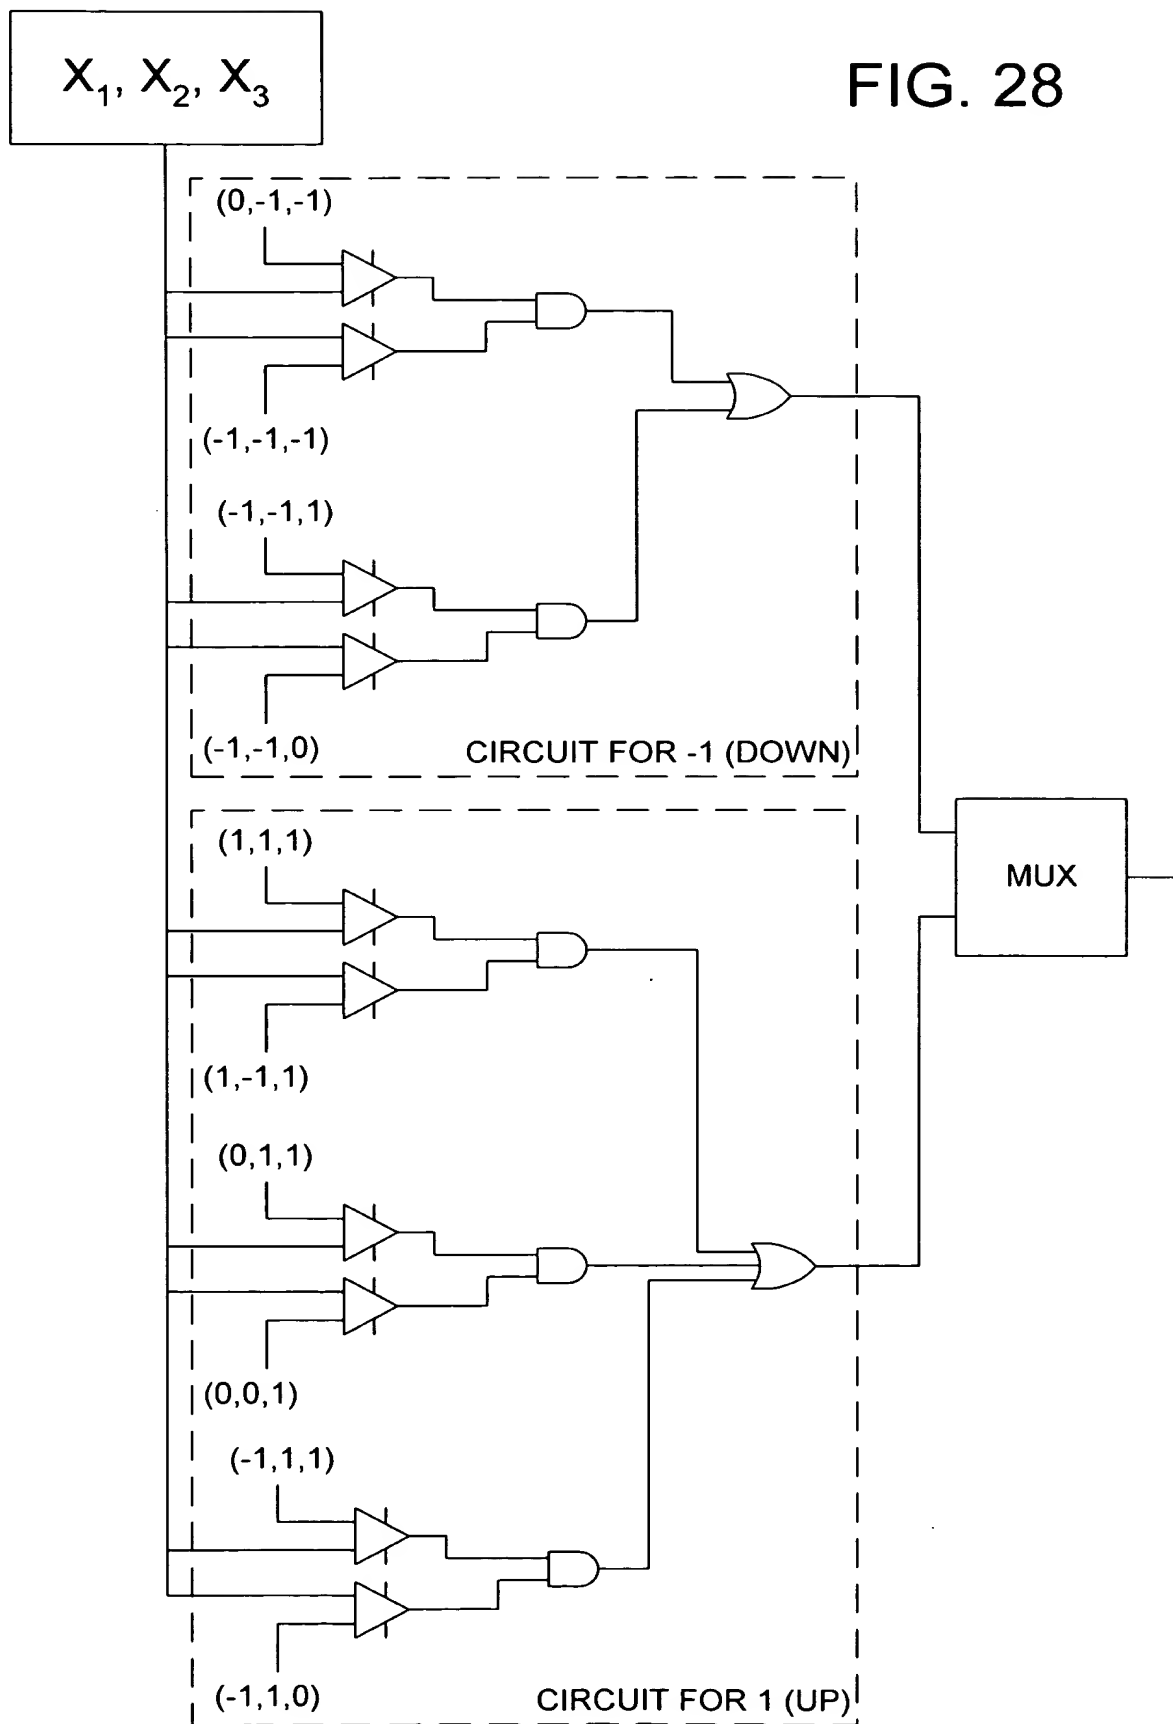 X1, X2, X3
FIG. 28
(0,-1,-1)
(-1,-1,-1)
(-1,-1,1)
(-1,-1,0)
CIRCUIT FOR -1 (DOWN)
(1,1,1)
MUX
(1,-1,1)
(0,1,1)
(0,0,1)
(-1,1,1)
(-1,1,0)
CIRCUIT FOR 1 (UP)